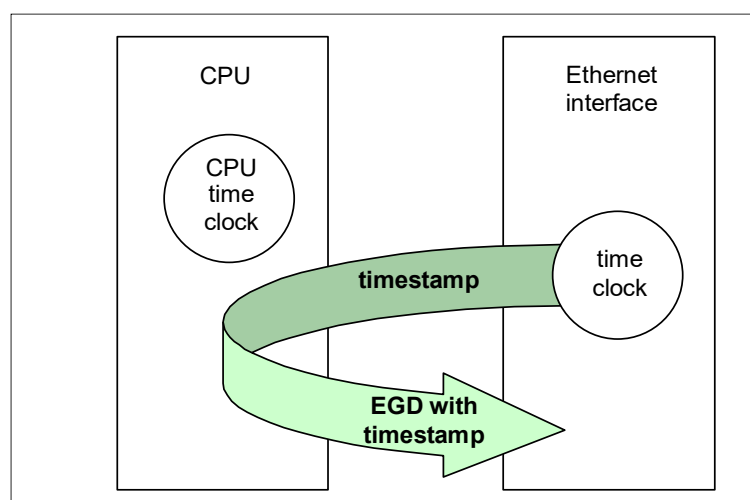 CPU
Ethernet
interface
CPU
time
clock
time
clock
timestamp
EGD with
timestamp